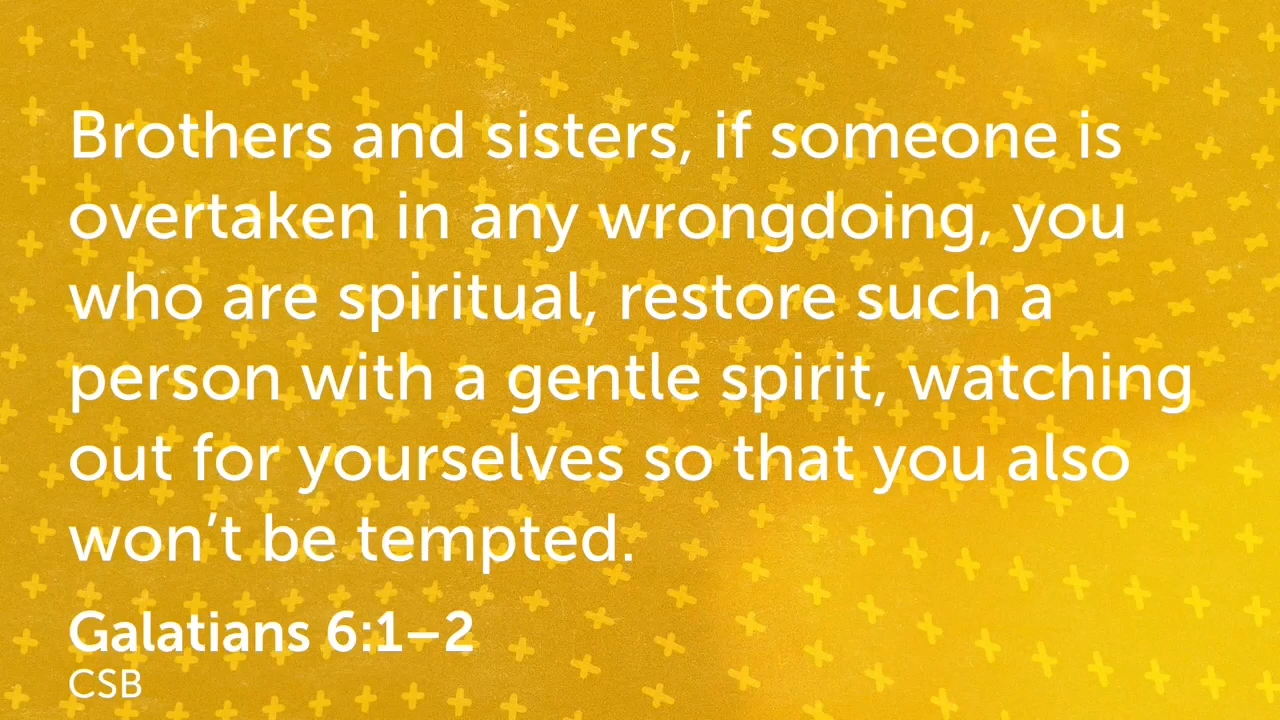 Brothers and sisters, if someone is
overtaken in any wrongdoing, you
who are spiritual, restore such a
person with a gentle spirit, watching
out for yourselves so that you also
won’t be tempted.
Galatians 6:1–2
CSB